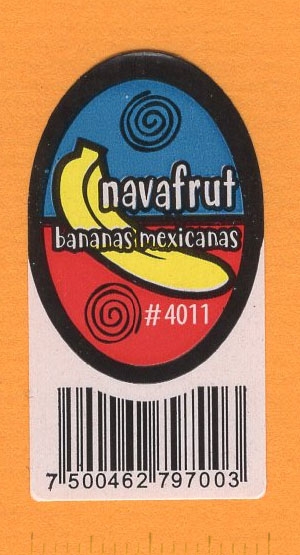 navafrut
bananas mexicanas
# 4011
7 500462 797003